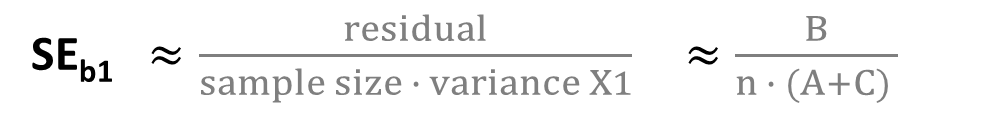 SEb1 ≈ residual / sample size · variance X1 ≈ B / n · (A+C)